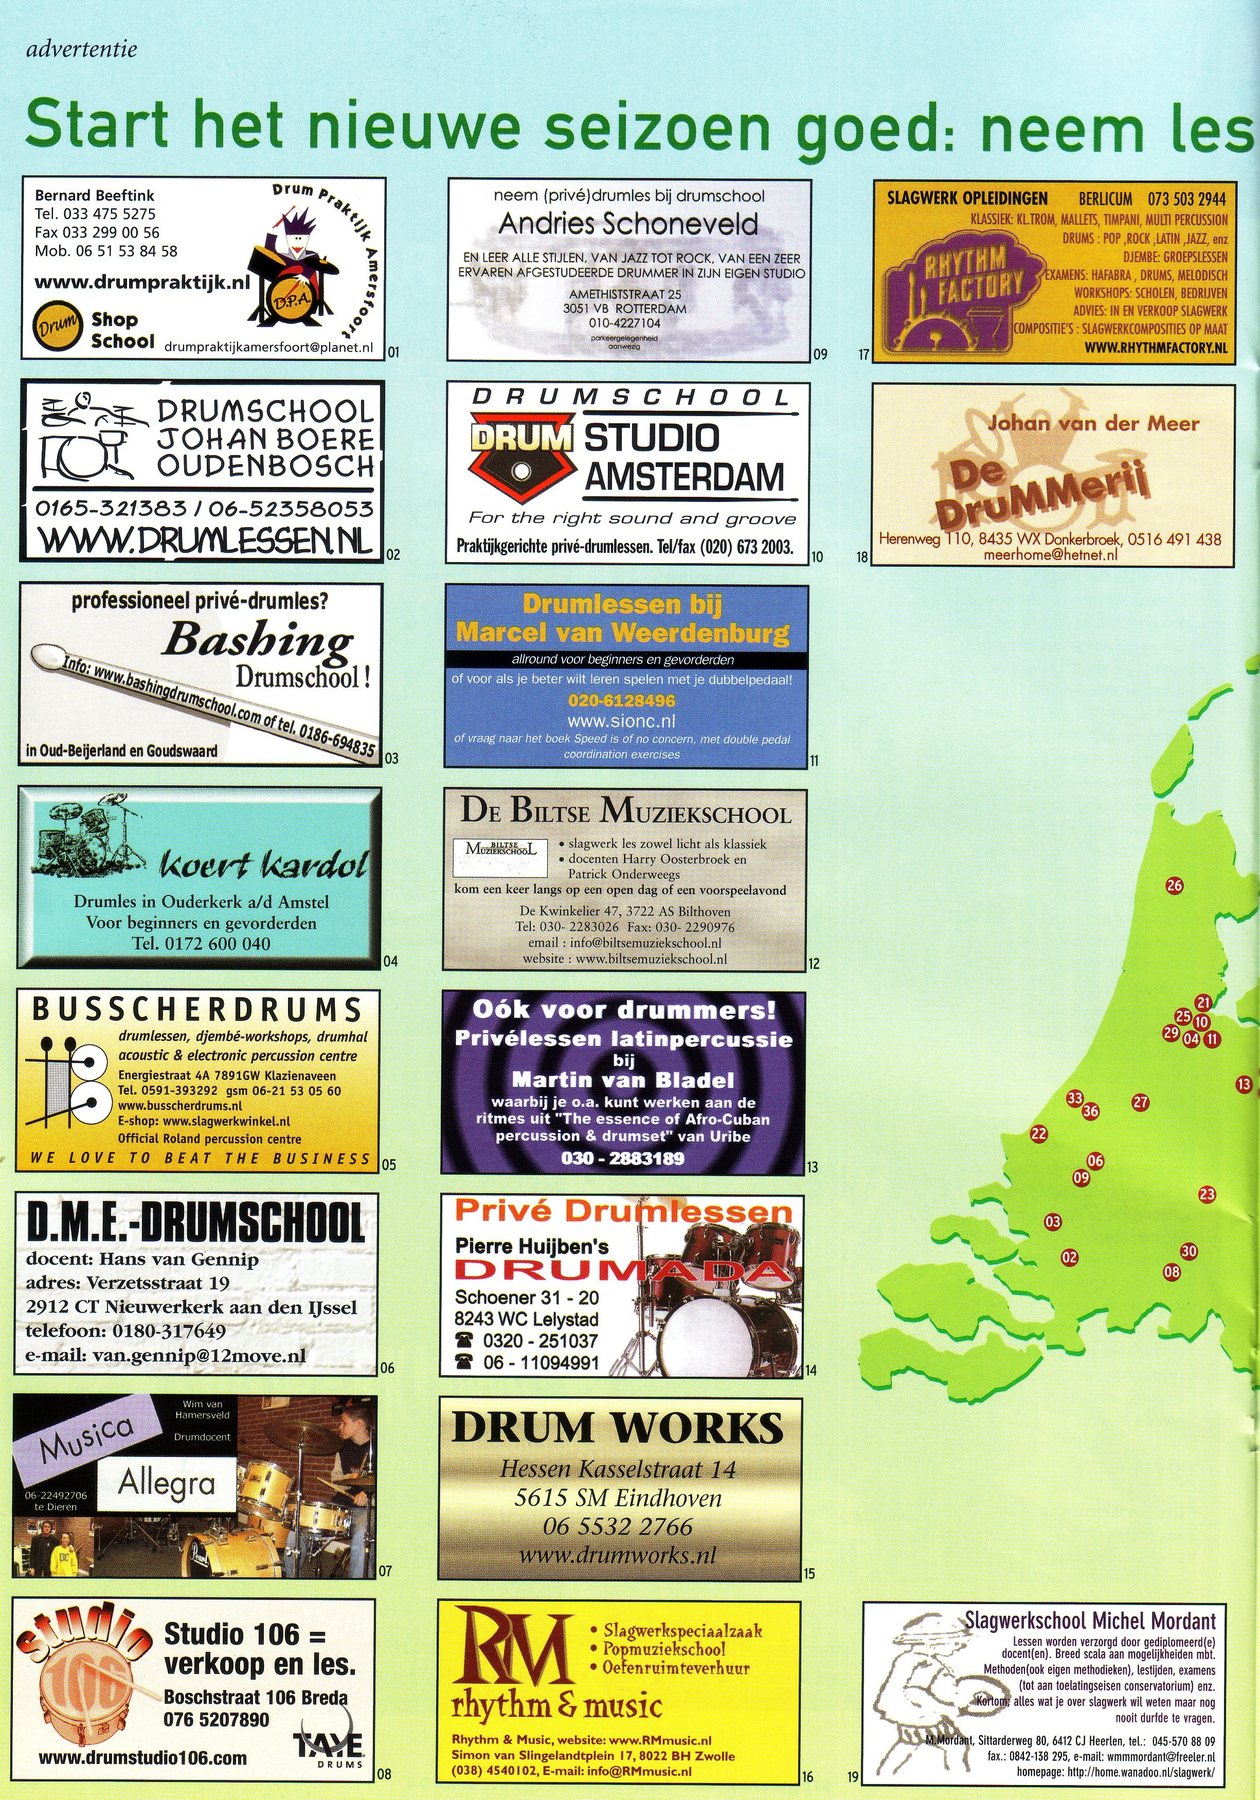 advertentie
Start het nieuwe seizoen goed: neem les
Bernard Beeftink
Tel. 033 475 5275
Fax 033 299 00 56
Mob. 06 51 53 84 58
www.drumpraktijk.nl
Drum Praktijk Amersfoort
D.P.A.
Drum
Shop
School
drumpraktijkamersfoort@planet.nl
01
DRUMSCHOOL
JOHAN BOERE
OUDENBOSCH
0165-321383 / 06-52358053
WWW.DRUMLESSEN.NL
02
professioneel privé-drumles?
Bashing
Drumschool !
Info: www.bashingdrumschool.com of tel. 0186-694835
in Oud-Beijerland en Goudswaard
03
Koert Kardol
Drumles in Ouderkerk a/d Amstel
Voor beginners en gevorderden
Tel. 0172 600 040
04
BUSSCHERDRUMS
drumlessen, djembé-workshops, drumhal
acoustic & electronic percussion centre
Energiestraat 4A 7891GW Klazienaveen
Tel. 0591-393292 gsm 06-21 53 05 60
www.busscherdrums.nl
E-shop: www.slagwerkwinkel.nl
Official Roland percussion centre
WE LOVE TO BEAT THE BUSINESS
05
D.M.E.-DRUMSCHOOL
docent: Hans van Gennip
adres: Verzetsstraat 19
2912 CT Nieuwerkerk aan den IJssel
telefoon: 0180-317649
e-mail: van.gennip@12move.nl
06
Musica
Allegra
Wim van
Hamersveld
Drumdocent
06-22492706
te Dieren
07
studio
106
Studio 106 =
verkoop en les.
Boschstraat 106 Breda
076 5207890
www.drumstudio106.com
TAYE
DRUMS
08
neem (privé)drumles bij drumschool
Andries Schoneveld
EN LEER ALLE STIJLEN, VAN JAZZ TOT ROCK, VAN EEN ZEER
ERVAREN AFGESTUDEERDE DRUMMER IN ZIJN EIGEN STUDIO
AMETHISTSTRAAT 25
3051 VB ROTTERDAM
010-4227104
parkeergelegenheid
aanwezig
09
DRUMSCHOOL
DRUM
STUDIO
AMSTERDAM
For the right sound and groove
Praktijkgerichte privé-drumlessen. Tel/fax (020) 673 2003.
10
Drumlessen bij
Marcel van Weerdenburg
allround voor beginners en gevorderden
of voor als je beter wilt leren spelen met je dubbelpedaal!
020-6128496
www.sionc.nl
of vraag naar het boek Speed is of no concern, met double pedal
coordination exercises
11
DE BILTSE MUZIEKSCHOOL
BILTSE
MUZIEKSCHOOL
• slagwerk les zowel licht als klassiek
• docenten Harry Oosterbroek en
Patrick Onderweegs
kom een keer langs op een open dag of een voorspeelavond
De Kwinkelier 47, 3722 AS Bilthoven
Tel: 030- 2283026 Fax: 030- 2290976
email : info@biltsemuziekschool.nl
website : www.biltsemuziekschool.nl
12
Oók voor drummers!
Privélessen latinpercussie
bij
Martin van Bladel
waarbij je o.a. kunt werken aan de
ritmes uit "The essence of Afro-Cuban
percussion & drumset" van Uribe
030 - 2883189
13
Privé Drumlessen
Pierre Huijben's
DRUMADA
Schoener 31 - 20
8243 WC Lelystad
☎ 0320 - 251037
☎ 06 - 11094991
14
DRUM WORKS
Hessen Kasselstraat 14
5615 SM Eindhoven
06 5532 2766
www.drumworks.nl
15
RM
rhythm & music
• Slagwerkspeciaalzaak
• Popmuziekschool
• Oefenruimteverhuur
Rhythm & Music, website: www.RMmusic.nl
Simon van Slingelandtplein 17, 8022 BH Zwolle
(038) 4540102, E-mail: info@RMmusic.nl
16
SLAGWERK OPLEIDINGEN BERLICUM 073 503 2944
KLASSIEK: KL.TROM, MALLETS, TIMPANI, MULTI PERCUSSION
DRUMS : POP ,ROCK ,LATIN ,JAZZ, enz
DJEMBE: GROEPSLESSEN
EXAMENS: HAFABRA , DRUMS, MELODISCH
WORKSHOPS: SCHOLEN, BEDRIJVEN
ADVIES: IN EN VERKOOP SLAGWERK
COMPOSITIE'S : SLAGWERKCOMPOSITIES OP MAAT
WWW.RHYTHMFACTORY.NL
RHYTHM
FACTORY
17
Johan van der Meer
De
DruMMerij
Herenweg 110, 8435 WX Donkerbroek, 0516 491 438
meerhome@hetnet.nl
18
26
21
25
10
29
04
11
13
33
36
27
22
06
09
23
03
02
30
08
Slagwerkschool Michel Mordant
Lessen worden verzorgd door gediplomeerd(e)
docent(en). Breed scala aan mogelijkheden mbt.
Methoden(ook eigen methodieken), lestijden, examens
(tot aan toelatingseisen conservatorium) enz.
Kortom; alles wat je over slagwerk wil weten maar nog
nooit durfde te vragen.
M.Mordant, Sittarderweg 80, 6412 CJ Heerlen, tel.: 045-570 88 09
fax.: 0842-138 295, e-mail: wmmmordant@freeler.nl
homepage: http://home.wanadoo.nl/slagwerk/
19